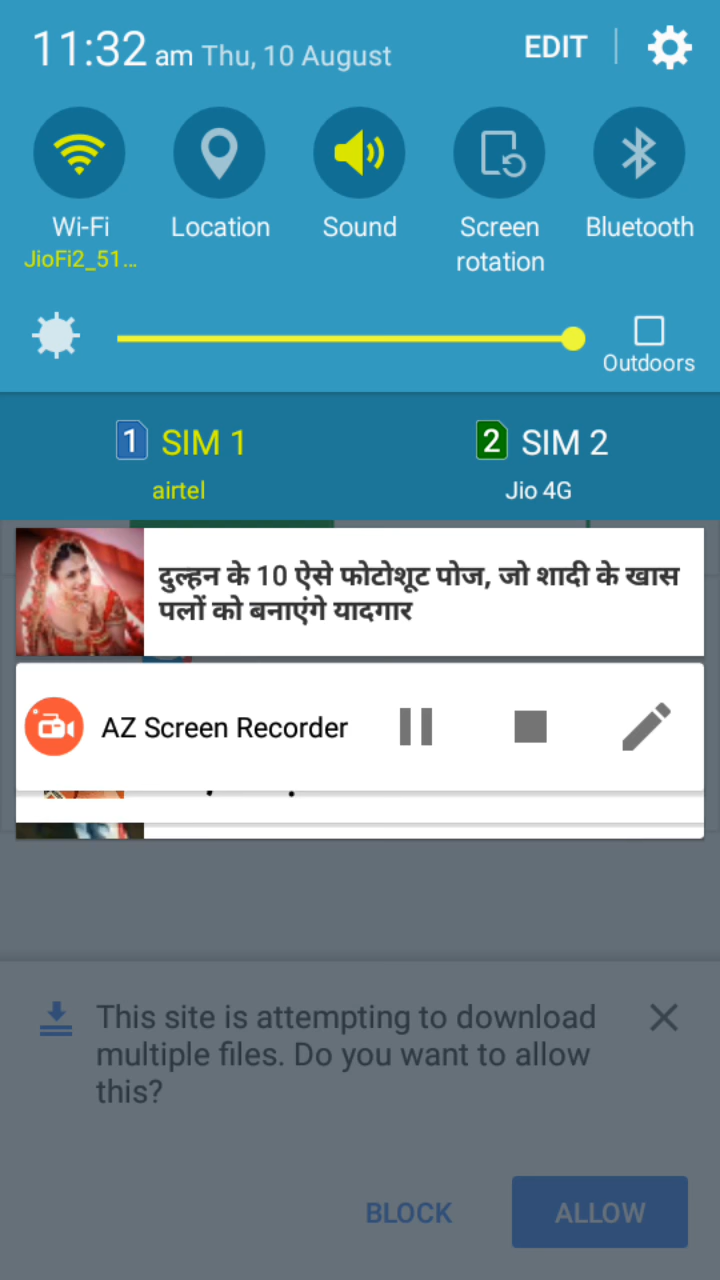 11:32 am Thu, 10 August
EDIT
Wi-Fi
JioFi2_51...
Location
Sound
Screen
rotation
Bluetooth
Outdoors
1 SIM 1
airtel
2 SIM 2
Jio 4G
दुल्हन के 10 ऐसे फोटोशूट पोज, जो शादी के खास
पलों को बनाएंगे यादगार
AZ Screen Recorder
This site is attempting to download
multiple files. Do you want to allow
this?
BLOCK
ALLOW